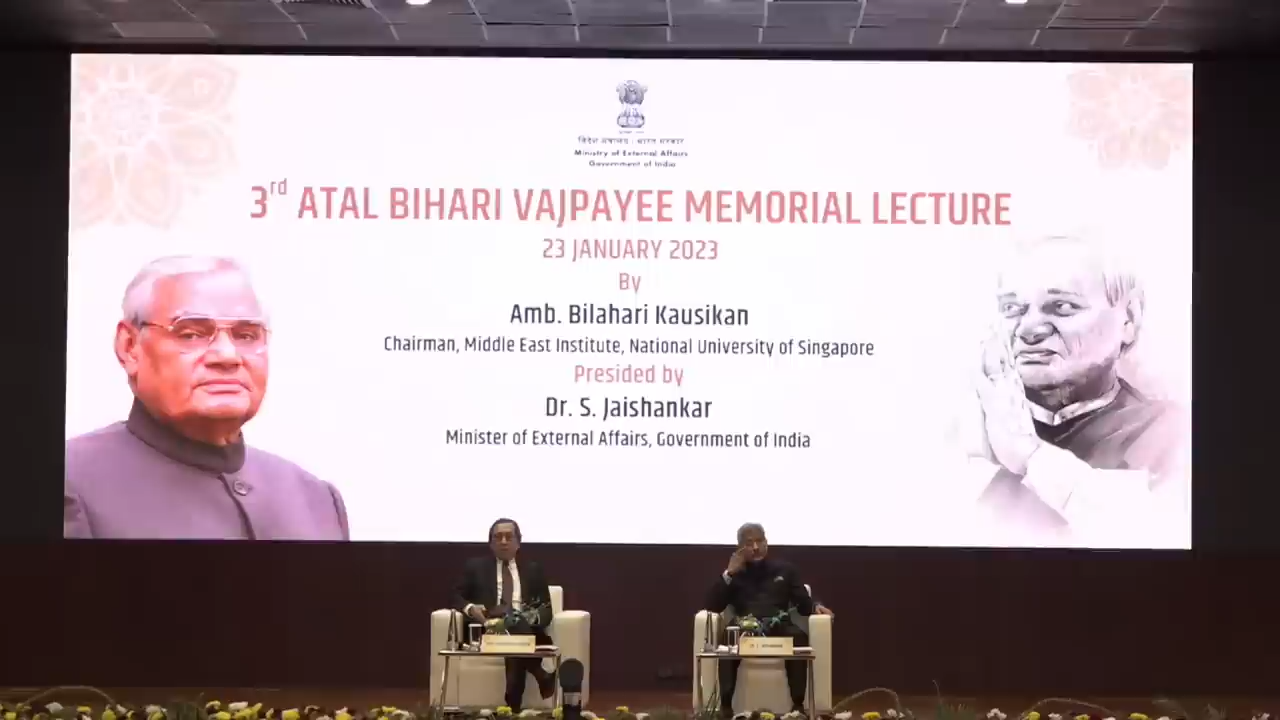 विदेश मंत्रालय | भारत सरकार
Ministry of External Affairs
Government of India
3rd ATAL BIHARI VAJPAYEE MEMORIAL LECTURE
23 JANUARY 2023
By
Amb. Bilahari Kausikan
Chairman, Middle East Institute, National University of Singapore
Presided by
Dr. S. Jaishankar
Minister of External Affairs, Government of India